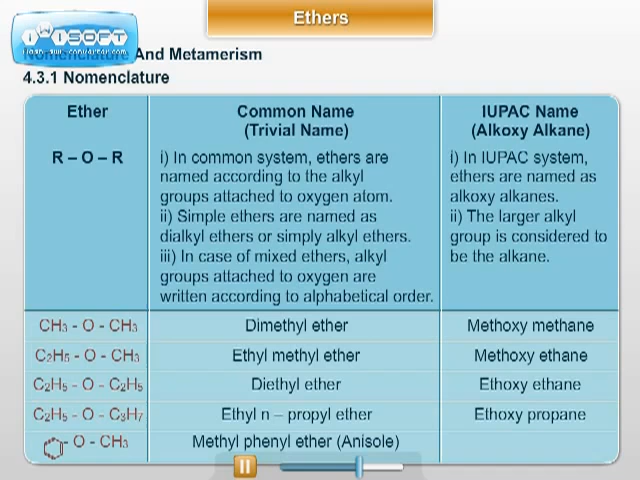 Ethers
iWiSOFT
Nomenclature And Metamerism
4.3.1 Nomenclature
Ether
Common Name
(Trivial Name)
IUPAC Name
(Alkoxy Alkane)
R – O – R
i) In common system, ethers are
named according to the alkyl
groups attached to oxygen atom.
ii) Simple ethers are named as
dialkyl ethers or simply alkyl ethers.
iii) In case of mixed ethers, alkyl
groups attached to oxygen are
written according to alphabetical order.
i) In IUPAC system,
ethers are named as
alkoxy alkanes.
ii) The larger alkyl
group is considered to
be the alkane.
CH₃ - O - CH₃
Dimethyl ether
Methoxy methane
C₂H₅ - O - CH₃
Ethyl methyl ether
Methoxy ethane
C₂H₅ - O - C₂H₅
Diethyl ether
Ethoxy ethane
C₂H₅ - O - C₃H₇
Ethyl n – propyl ether
Ethoxy propane
- O - CH₃
Methyl phenyl ether (Anisole)